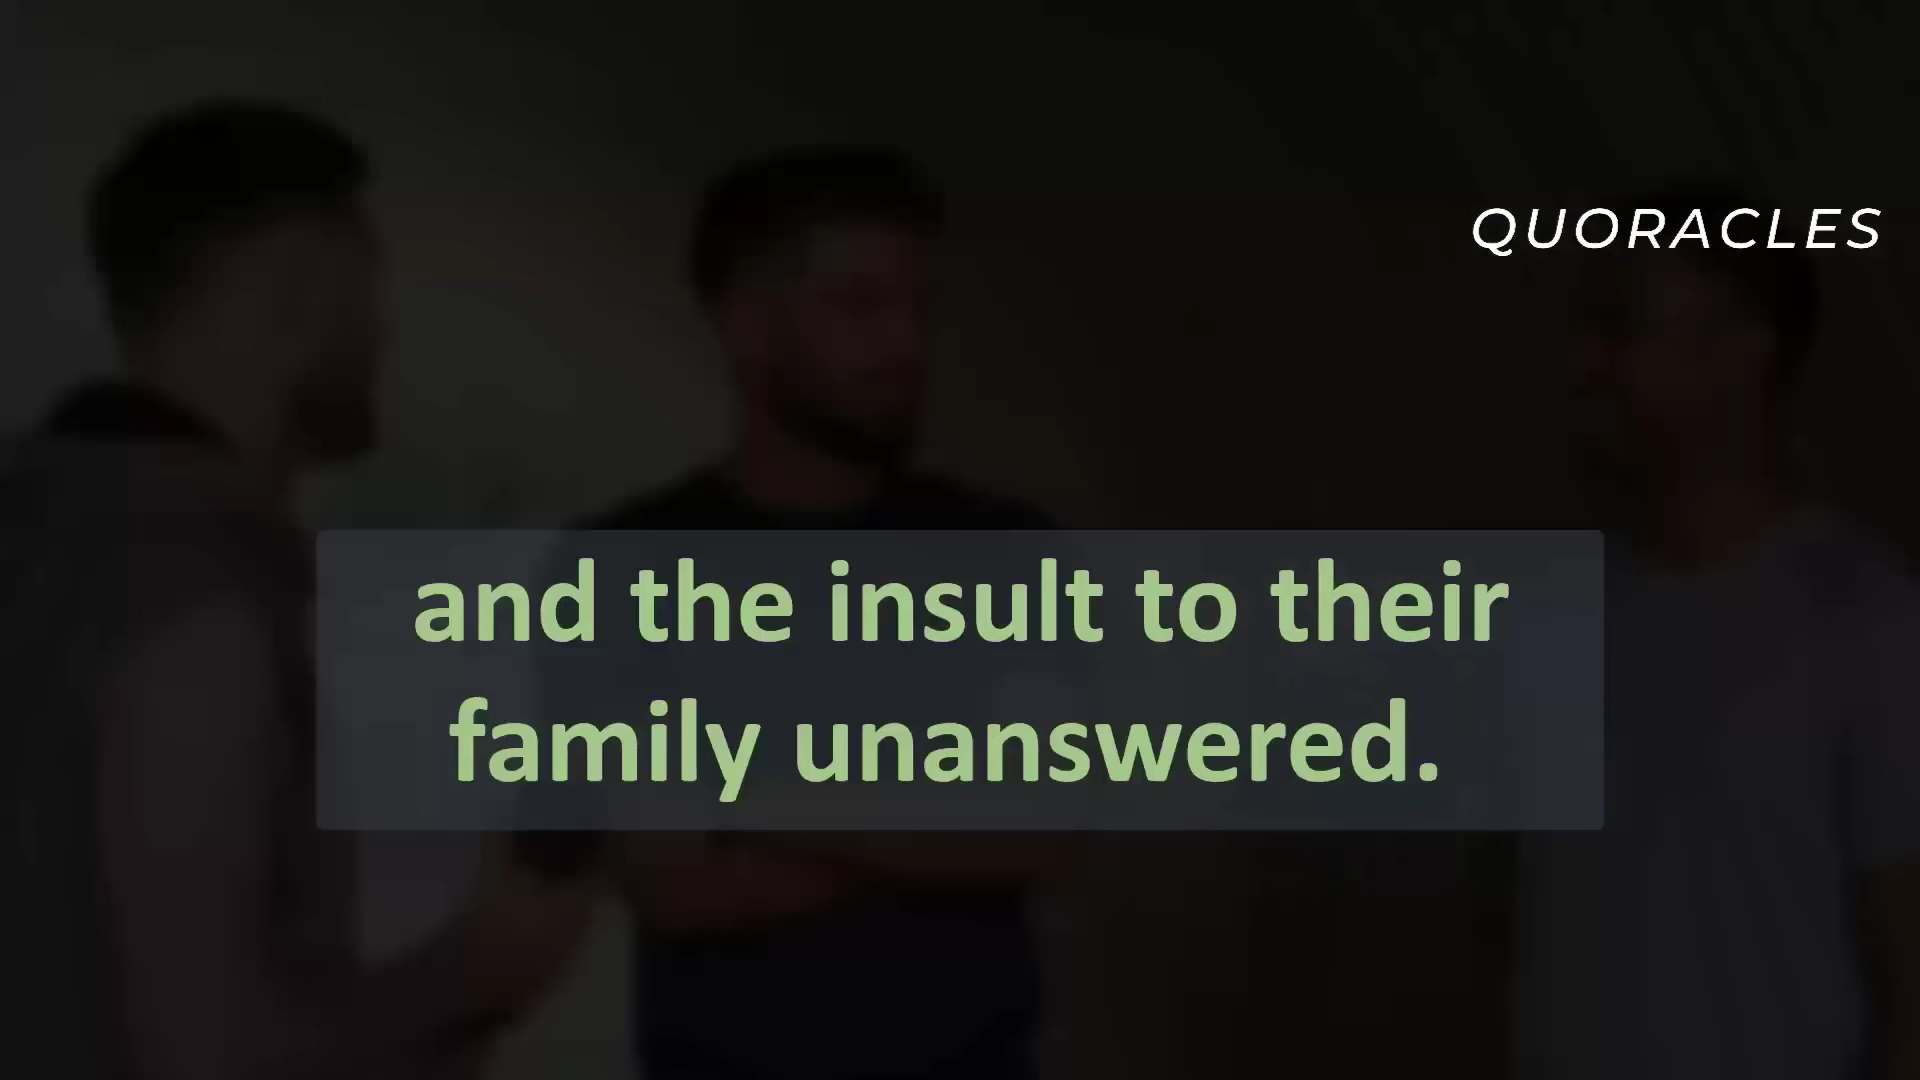 QUORACLES
and the insult to their
family unanswered.